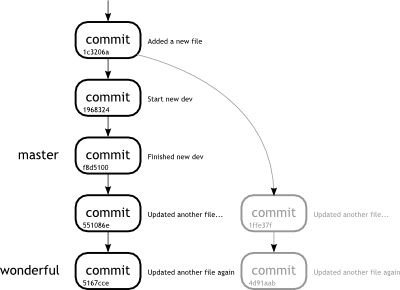 commit
1c3206a
Added a new file
commit
1968324
Start new dev
master
commit
f8d5100
Finished new dev
commit
551086e
Updated another file...
commit
1ffe37f
Updated another file...
wonderful
commit
5167cce
Updated another file again
commit
4d91aab
Updated another file again